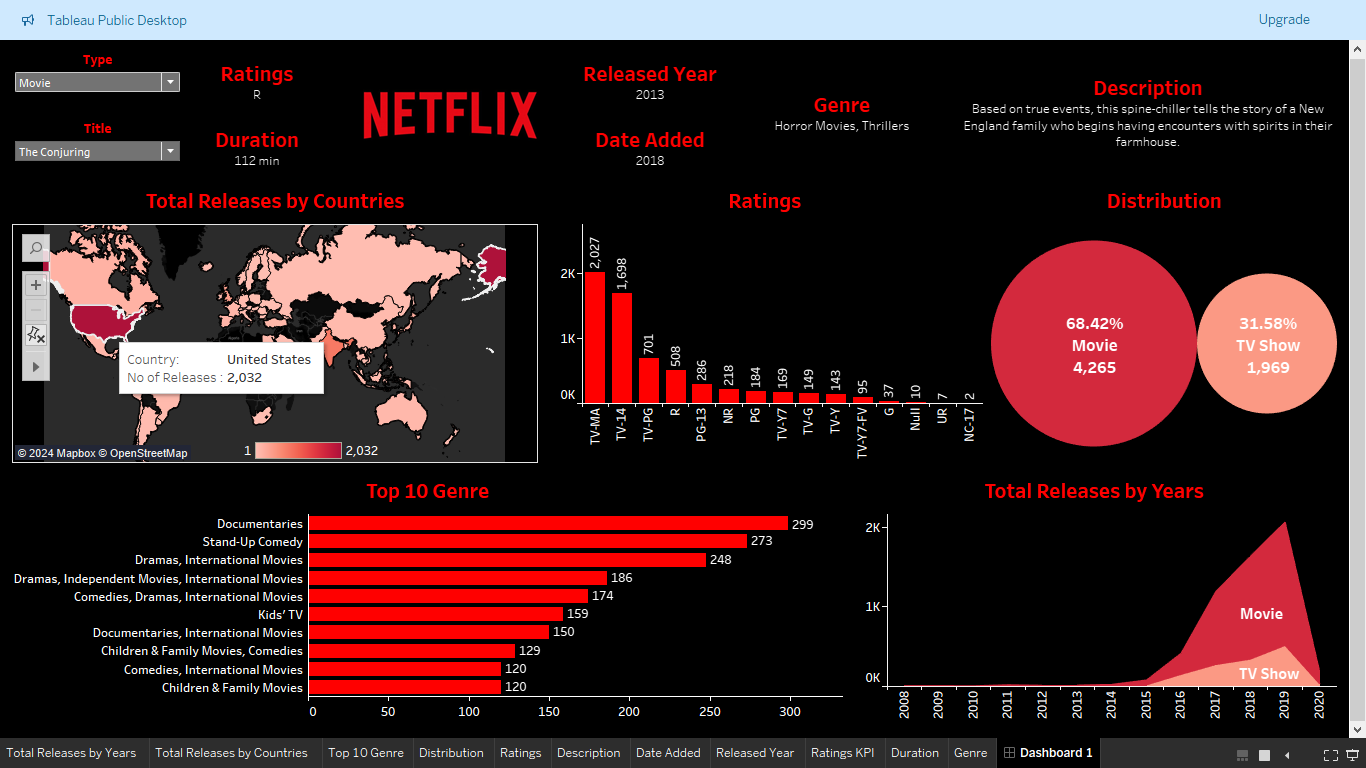 Tableau Public Desktop
Upgrade
Type
Movie
Title
The Conjuring
Ratings
R
Duration
112 min
NETFLIX
Released Year
2013
Date Added
2018
Genre
Horror Movies, Thrillers
Description
Based on true events, this spine-chiller tells the story of a New
England family who begins having encounters with spirits in their
farmhouse.
Total Releases by Countries
Country: United States
No of Releases : 2,032
© 2024 Mapbox © OpenStreetMap
1 2,032
Ratings
2K
1K
0K
2,027
1,698
701
508
286
218
184
169
149
143
95
37
10
7
2
TV-MA
TV-14
TV-PG
R
PG-13
NR
PG
TV-Y7
TV-G
TV-Y
TV-Y7-FV
G
Null
UR
NC-17
Distribution
68.42%
Movie
4,265
31.58%
TV Show
1,969
Top 10 Genre
Documentaries 299
Stand-Up Comedy 273
Dramas, International Movies 248
Dramas, Independent Movies, International Movies 186
Comedies, Dramas, International Movies 174
Kids' TV 159
Documentaries, International Movies 150
Children & Family Movies, Comedies 129
Comedies, International Movies 120
Children & Family Movies 120
0 50 100 150 200 250 300
Total Releases by Years
2K
1K
0K
Movie
TV Show
2008
2009
2010
2011
2012
2013
2014
2015
2016
2017
2018
2019
2020
Total Releases by Years Total Releases by Countries Top 10 Genre Distribution Ratings Description Date Added Released Year Ratings KPI Duration Genre Dashboard 1